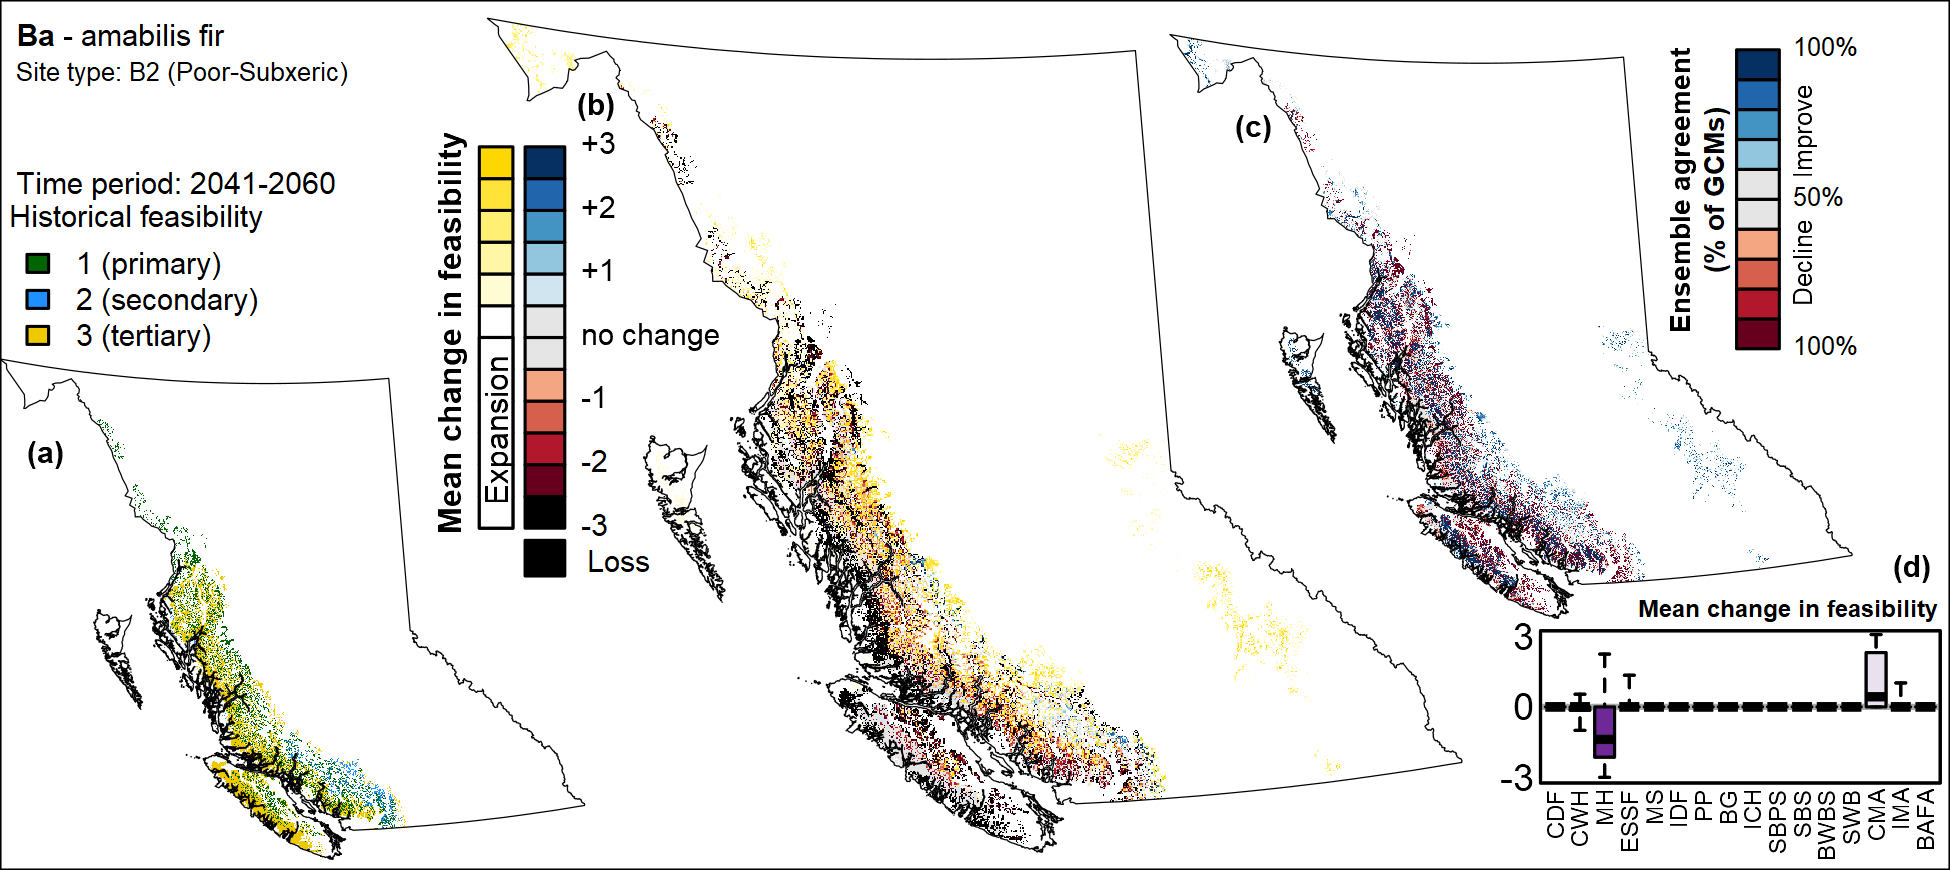 Ba - amabilis fir
Site type: B2 (Poor-Subxeric)
Time period: 2041-2060
Historical feasibility
1 (primary)
2 (secondary)
3 (tertiary)
(a)
(b)
Mean change in feasibility
Expansion
+3
+2
+1
no change
-1
-2
-3
Loss
(c)
Ensemble agreement
(% of GCMs)
100%
Improve
50%
Decline
100%
(d)
Mean change in feasibility
3
0
-3
CDF
CWH
MH
ESSF
MS
IDF
PP
BG
ICH
SBPS
SBS
BWBS
SWB
CMA
IMA
BAFA